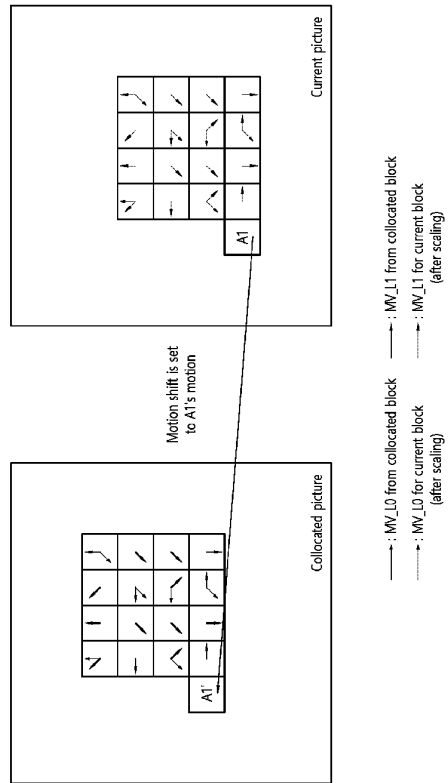 Collocated picture
A1'
Motion shift is set
to A1's motion
Current picture
A1
: MV_L0 from collocated block
: MV_L0 for current block
(after scaling)
: MV_L1 from collocated block
: MV_L1 for current block
(after scaling)